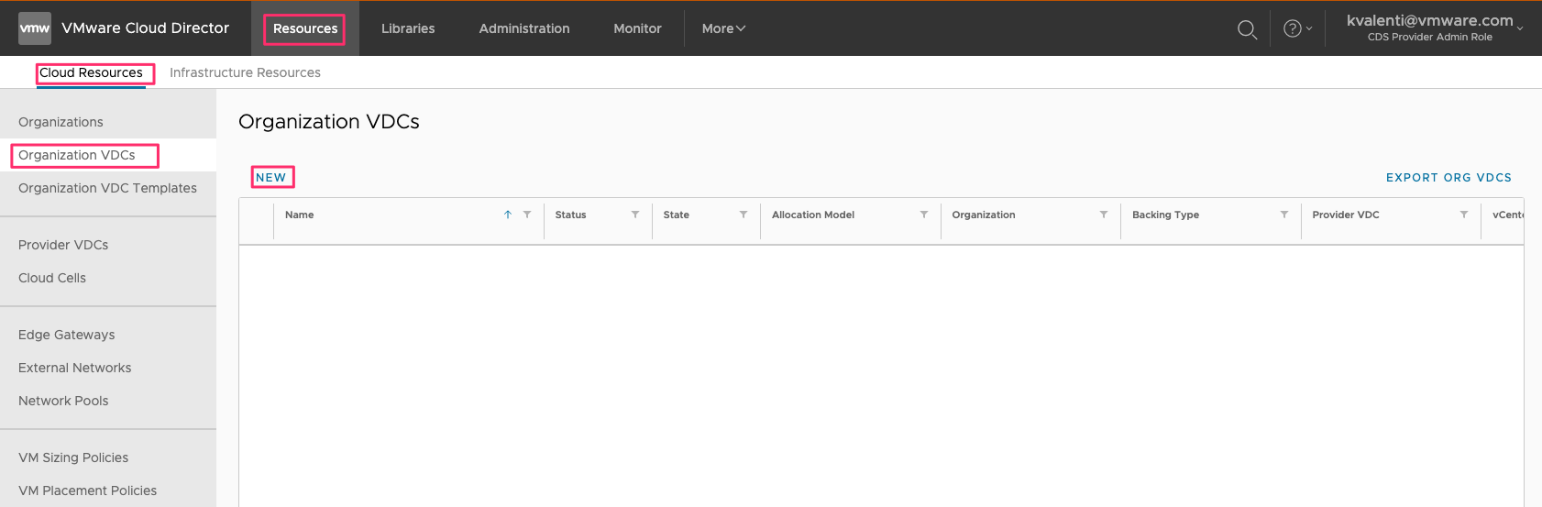 vmw VMware Cloud Director Resources Libraries Administration Monitor More kvalenti@vmware.com
CDS Provider Admin Role
Cloud Resources Infrastructure Resources
Organizations
Organization VDCs
Organization VDC Templates
Provider VDCs
Cloud Cells
Edge Gateways
External Networks
Network Pools
VM Sizing Policies
VM Placement Policies
Organization VDCs
NEW EXPORT ORG VDCS
Name Status State Allocation Model Organization Backing Type Provider VDC vCente